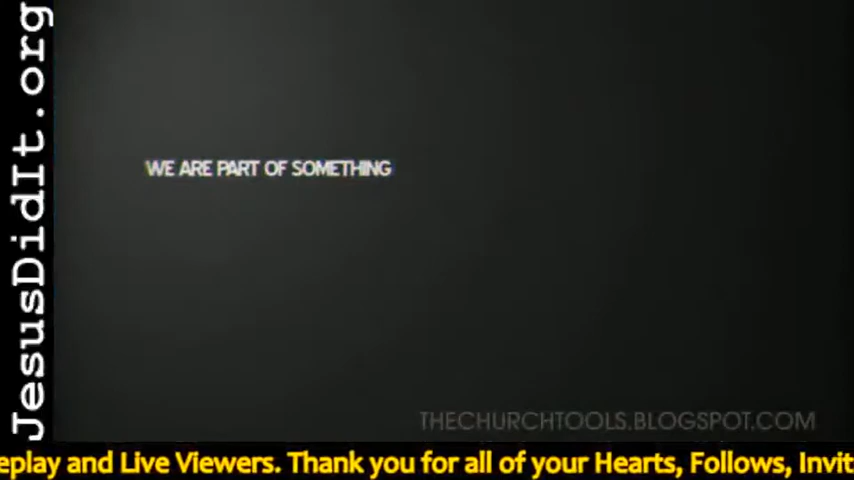 JesusDidIt.org
WE ARE PART OF SOMETHING
THECHURCHTOOLS.BLOGSPOT.COM
eplay and Live Viewers. Thank you for all of your Hearts, Follows, Invit